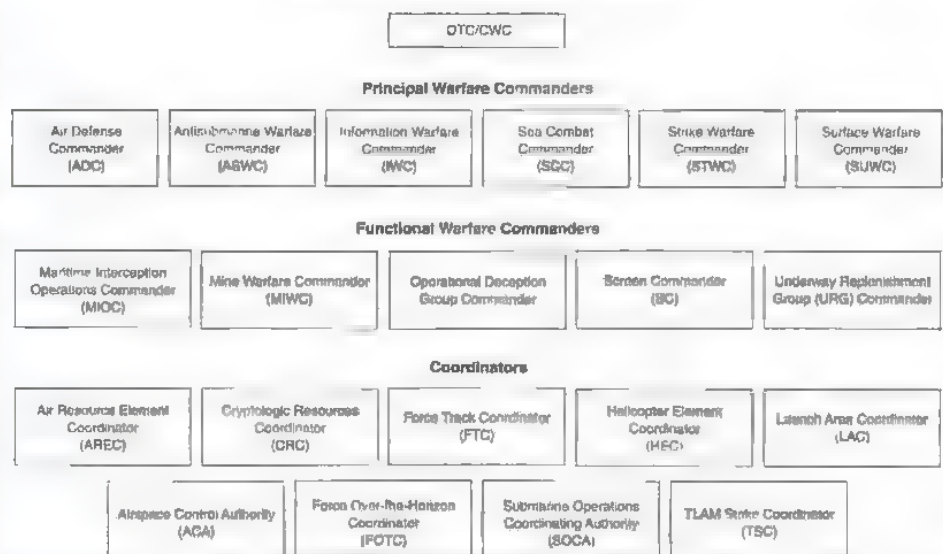 OTC/CWC
Principal Warfare Commanders
Air Defense
Commander
(ADC)
Antisubmarine Warfare
Commander
(ASWC)
Information Warfare
Commander
(IWC)
Sea Combat
Commander
(SCC)
Strike Warfare
Commander
(STWC)
Surface Warfare
Commander
(SUWC)
Functional Warfare Commanders
Maritime Interception
Operations Commander
(MIOC)
Mine Warfare Commander
(MIWC)
Operational Deception
Group Commander
Screen Commander
(SC)
Underway Replenishment
Group (URG) Commander
Coordinators
Air Resource Element
Coordinator
(AREC)
Cryptologic Resources
Coordinator
(CRC)
Force Track Coordinator
(FTC)
Helicopter Element
Coordinator
(HEC)
Launch Area Coordinator
(LAC)
Airspace Control Authority
(ACA)
Force Over-the-Horizon
Coordinator
(FOTC)
Submarine Operations
Coordinating Authority
(SOCA)
TLAM Strike Coordinator
(TSC)